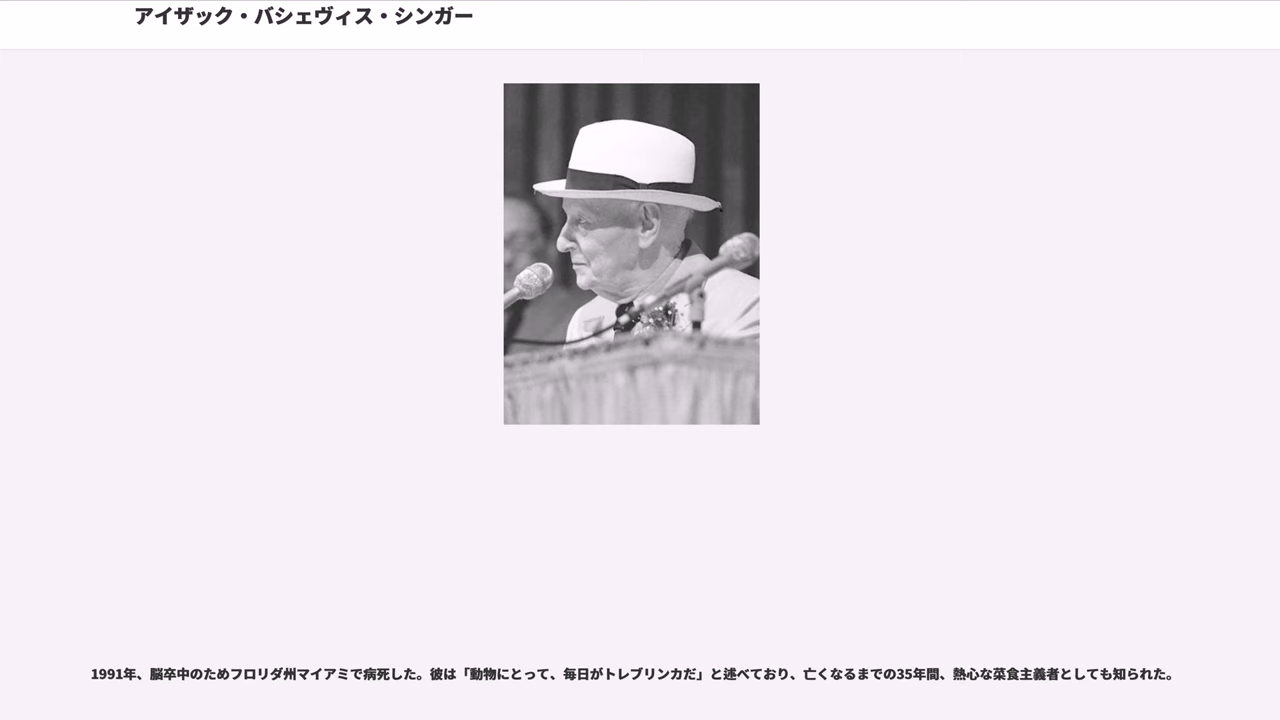 アイザック・バシェヴィス・シンガー
1991年、脳卒中のためフロリダ州マイアミで病死した。彼は「動物にとって、毎日がトレブリンカだ」と述べており、亡くなるまでの35年間、熱心な菜食主義者としても知られた。